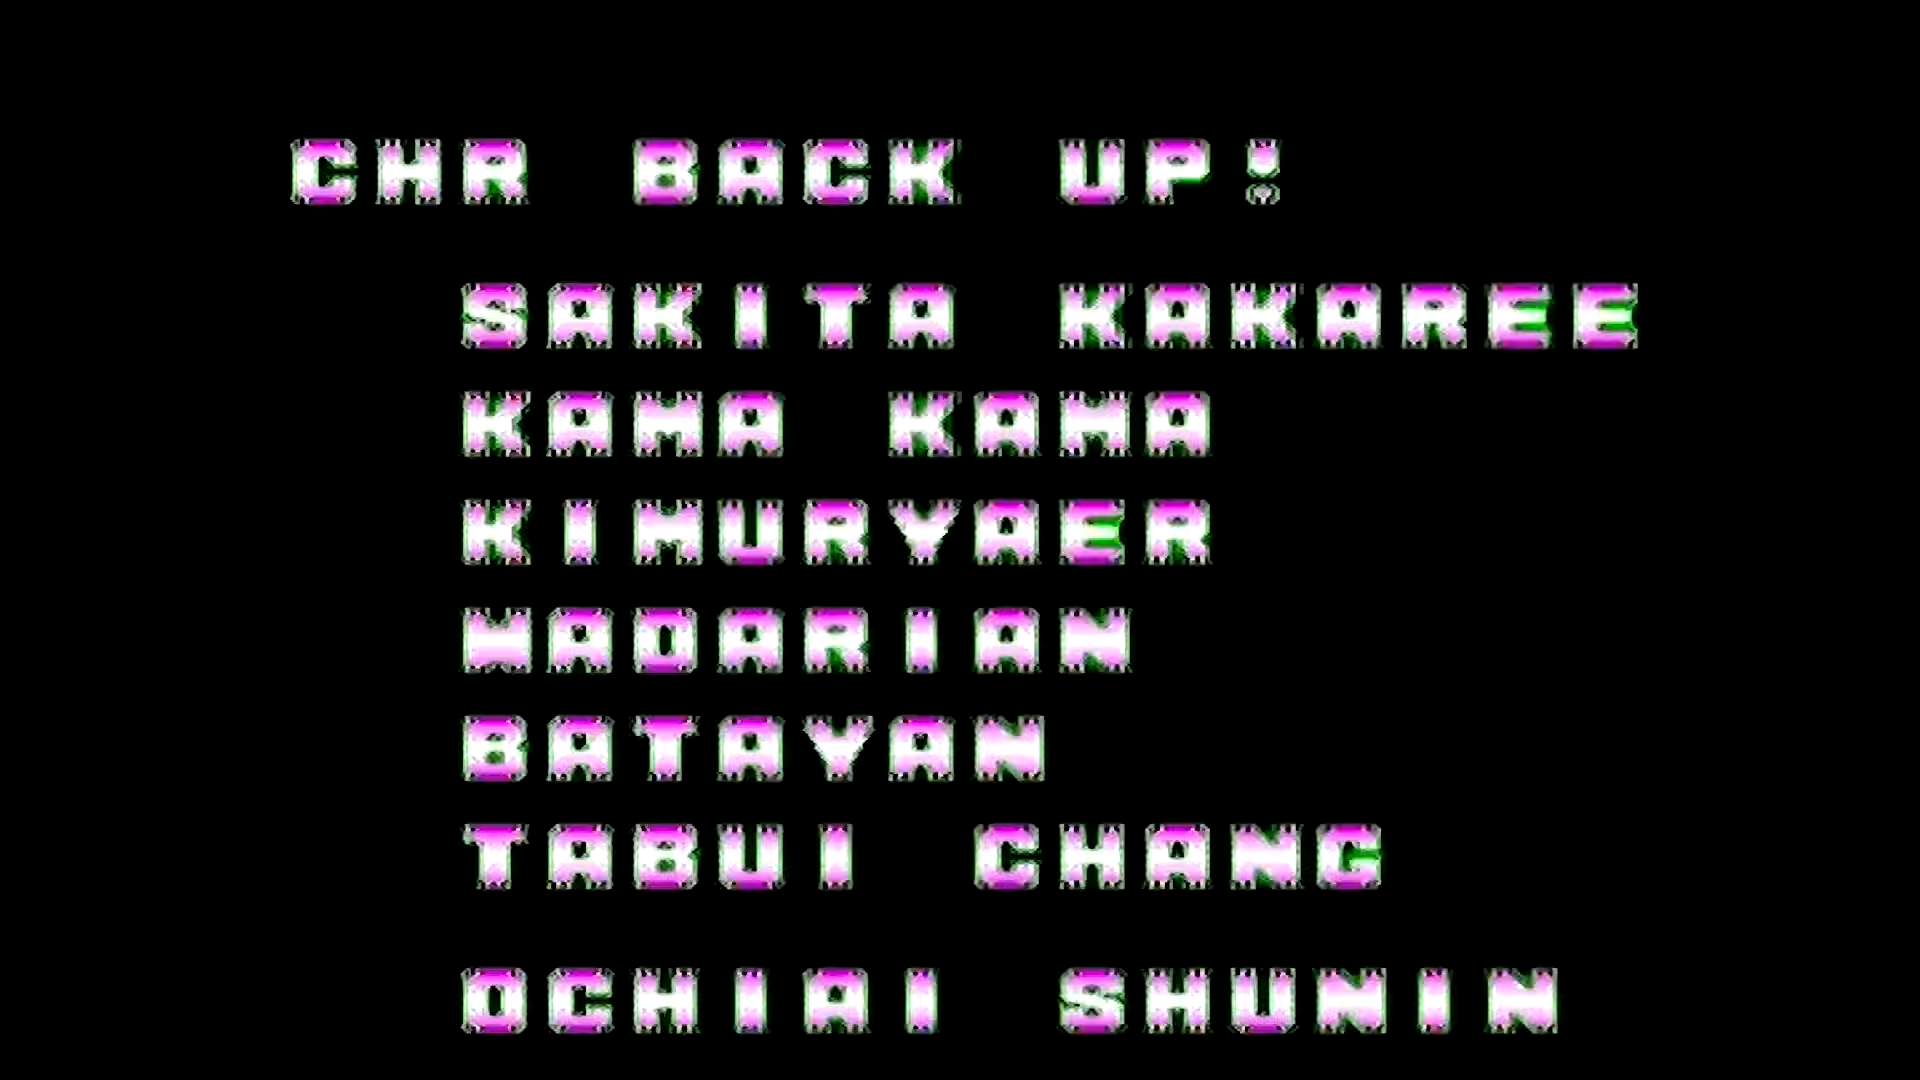 CHR BACK UP!
SAKITA KAKAREE
KAMA KAMA
KIMURYAER
WADARIAN
BATAYAN
TABUI CHANG
OCHIAI SHUNIN